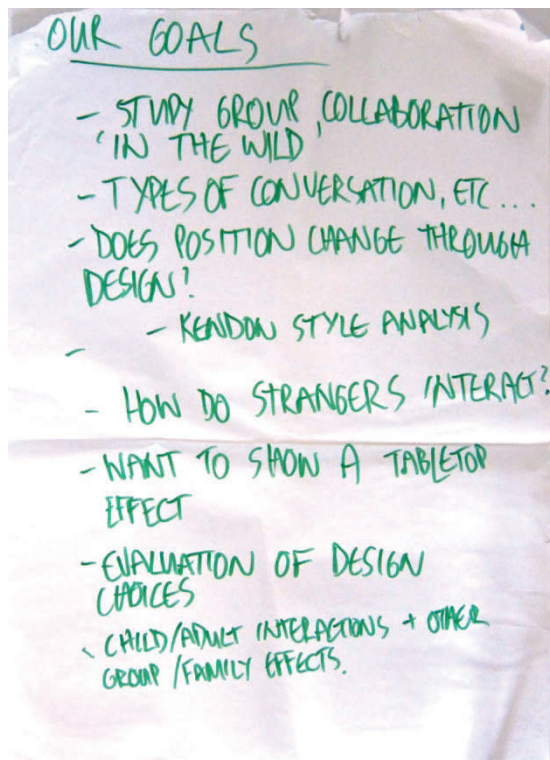 OUR GOALS
- STUDY GROUP COLLABORATION
'IN THE WILD'
- TYPES OF CONVERSATION, ETC...
- DOES POSITION CHANGE THROUGH
DESIGN?
- KENDON STYLE ANALYSIS
-
- HOW DO STRANGERS INTERACT?
- WANT TO SHOW A TABLETOP
EFFECT
- EVALUATION OF DESIGN
CHOICES
- CHILD/ADULT INTERACTIONS + OTHER
GROUP/FAMILY EFFECTS.